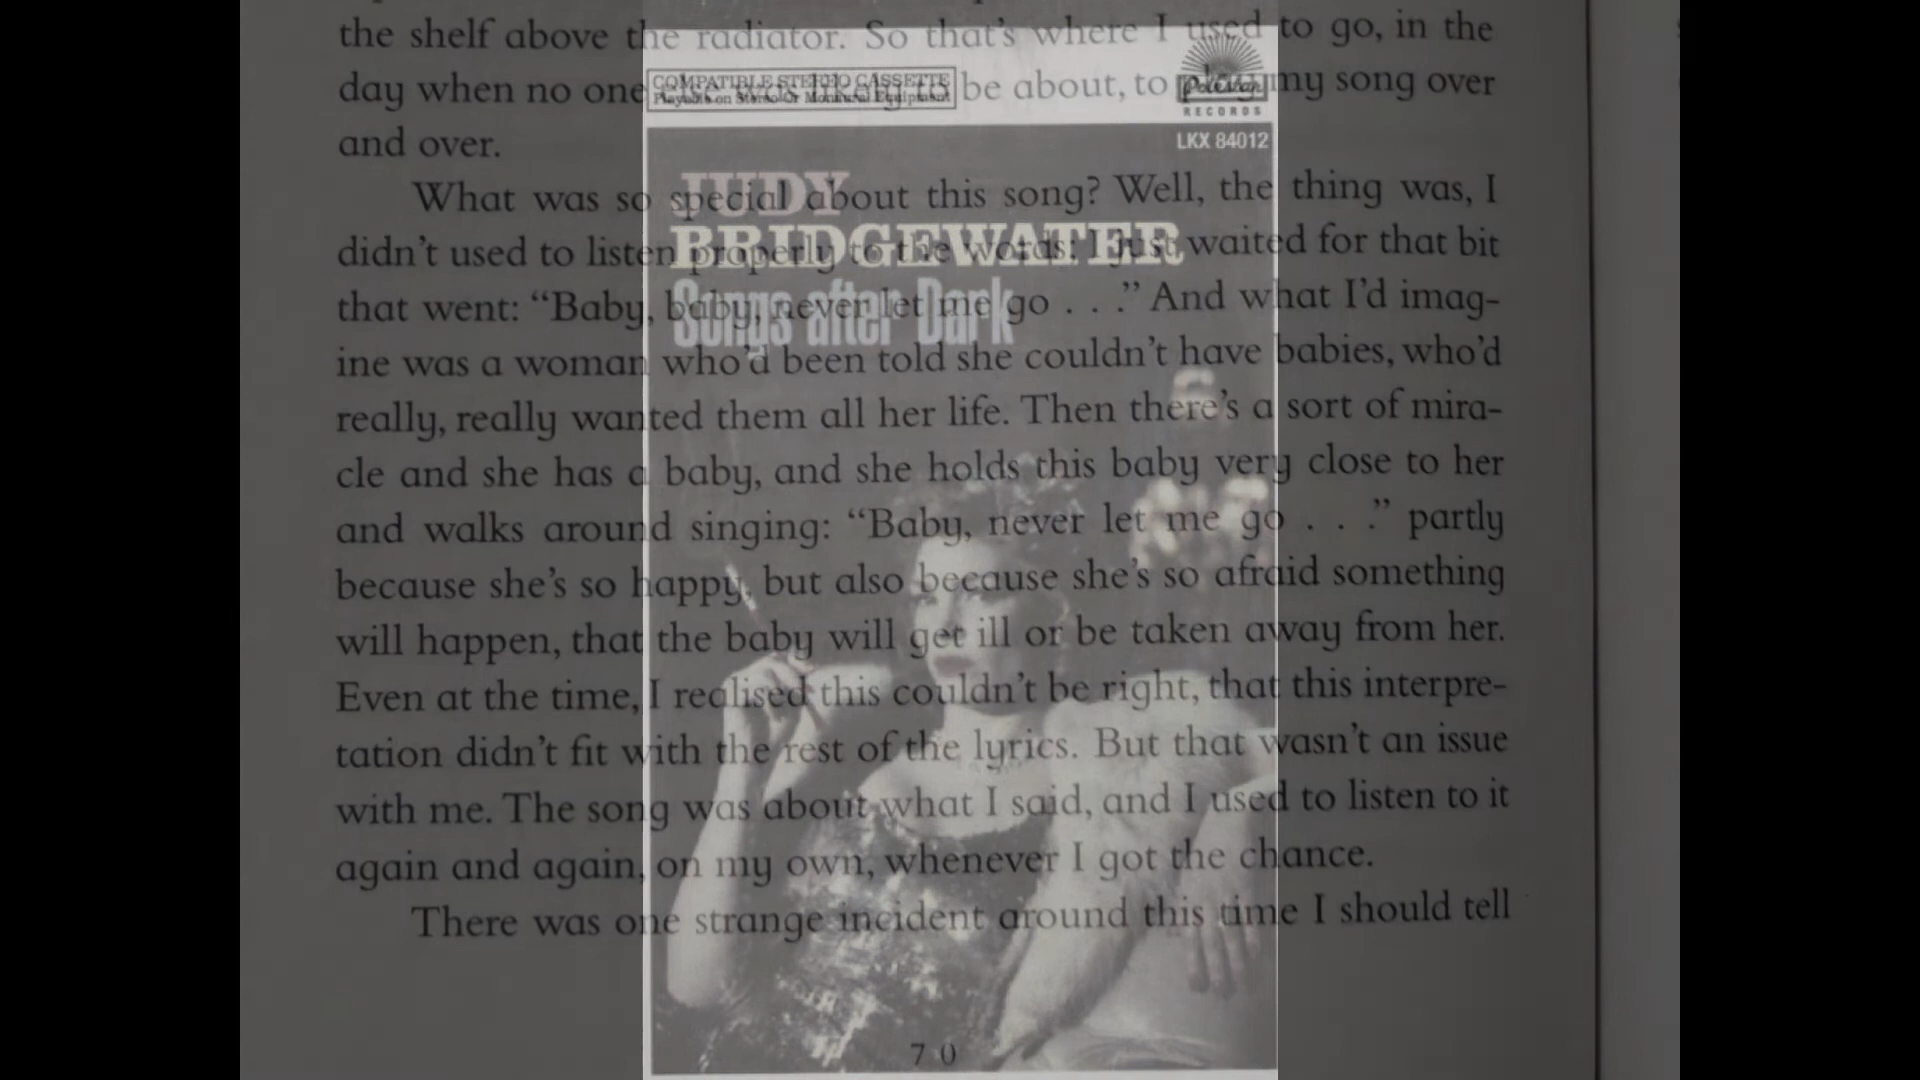 the shelf above the radiator. So that's where I used to go, in the
day when no one else was likely to be about, to play my song over
and over.
What was so special about this song? Well, the thing was, I
didn't used to listen properly to the words; I just waited for that bit
that went: “Baby, baby, never let me go . . .” And what I'd imag-
ine was a woman who'd been told she couldn't have babies, who'd
really, really wanted them all her life. Then there's a sort of mira-
cle and she has a baby, and she holds this baby very close to her
and walks around singing: “Baby, never let me go . . .” partly
because she's so happy, but also because she's so afraid something
will happen, that the baby will get ill or be taken away from her.
Even at the time, I realised this couldn't be right, that this interpre-
tation didn't fit with the rest of the lyrics. But that wasn't an issue
with me. The song was about what I said, and I used to listen to it
again and again, on my own, whenever I got the chance.
There was one strange incident around this time I should tell
70
COMPATIBLE STEREO CASSETTE
Playable on Stereo Or Monaural Equipment
Polestar
RECORDS
LKX 84012
JUDY
BRIDGEWATER
Songs after Dark